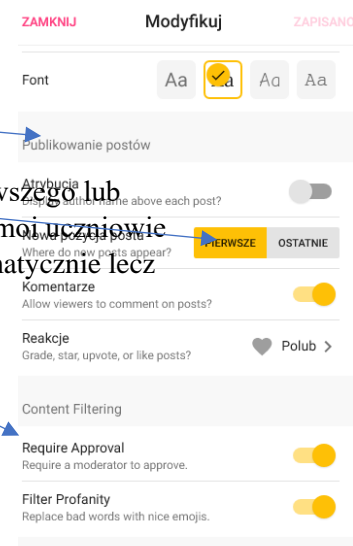 ZAMKNIJ Modyfikuj ZAPISANO
Font Aa Aa Aa Aa
Publikowanie postów
Atrybucja
wszego lub
Display author name above each post?
moi uczniowie
Nowa pozycja posta
Where do new posts appear?
PIERWSZE OSTATNIE
matycznie lecz
Komentarze
Allow viewers to comment on posts?
Reakcje
Grade, star, upvote, or like posts?
Polub >
Content Filtering
Require Approval
Require a moderator to approve.
Filter Profanity
Replace bad words with nice emojis.